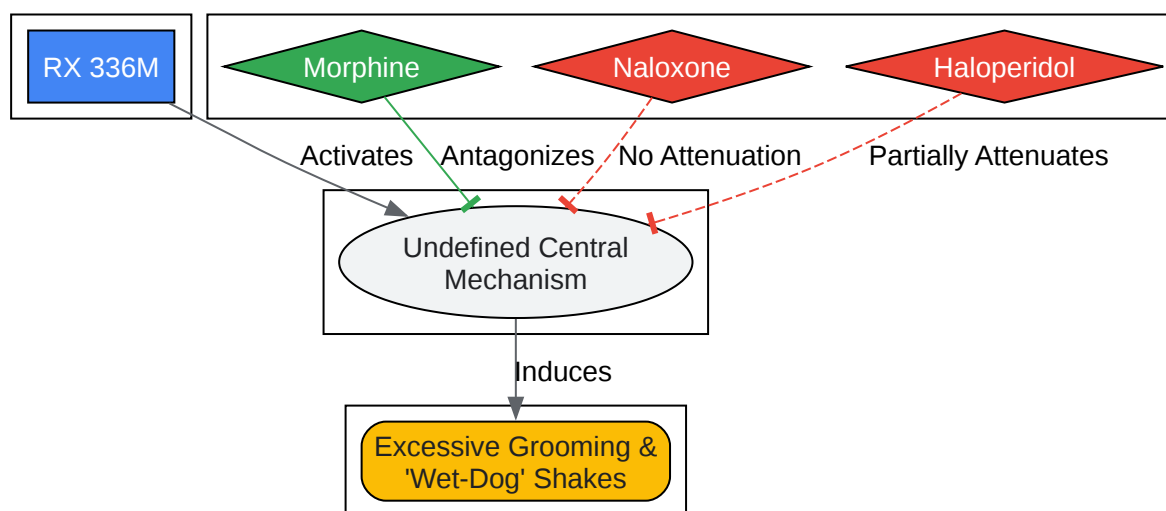 RX 336M
Morphine
Naloxone
Haloperidol
Activates
Antagonizes
No Attenuation
Partially Attenuates
Undefined Central
Mechanism
Induces
Excessive Grooming &
'Wet-Dog' Shakes